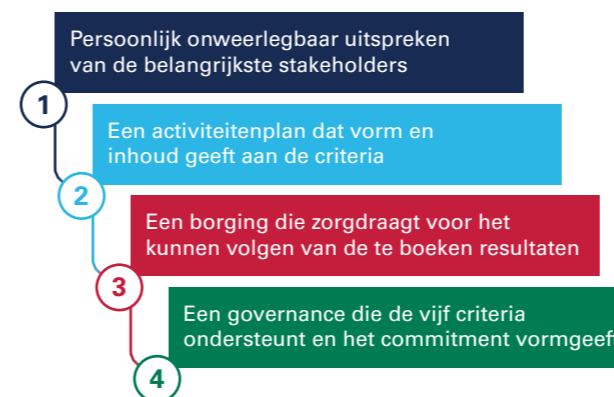 Persoonlijk onweerlegbaar uitspreken
van de belangrijkste stakeholders
1
Een activiteitenplan dat vorm en
inhoud geeft aan de criteria
2
Een borging die zorgdraagt voor het
kunnen volgen van de te boeken resultaten
3
Een governance die de vijf criteria
ondersteunt en het commitment vormgeeft
4